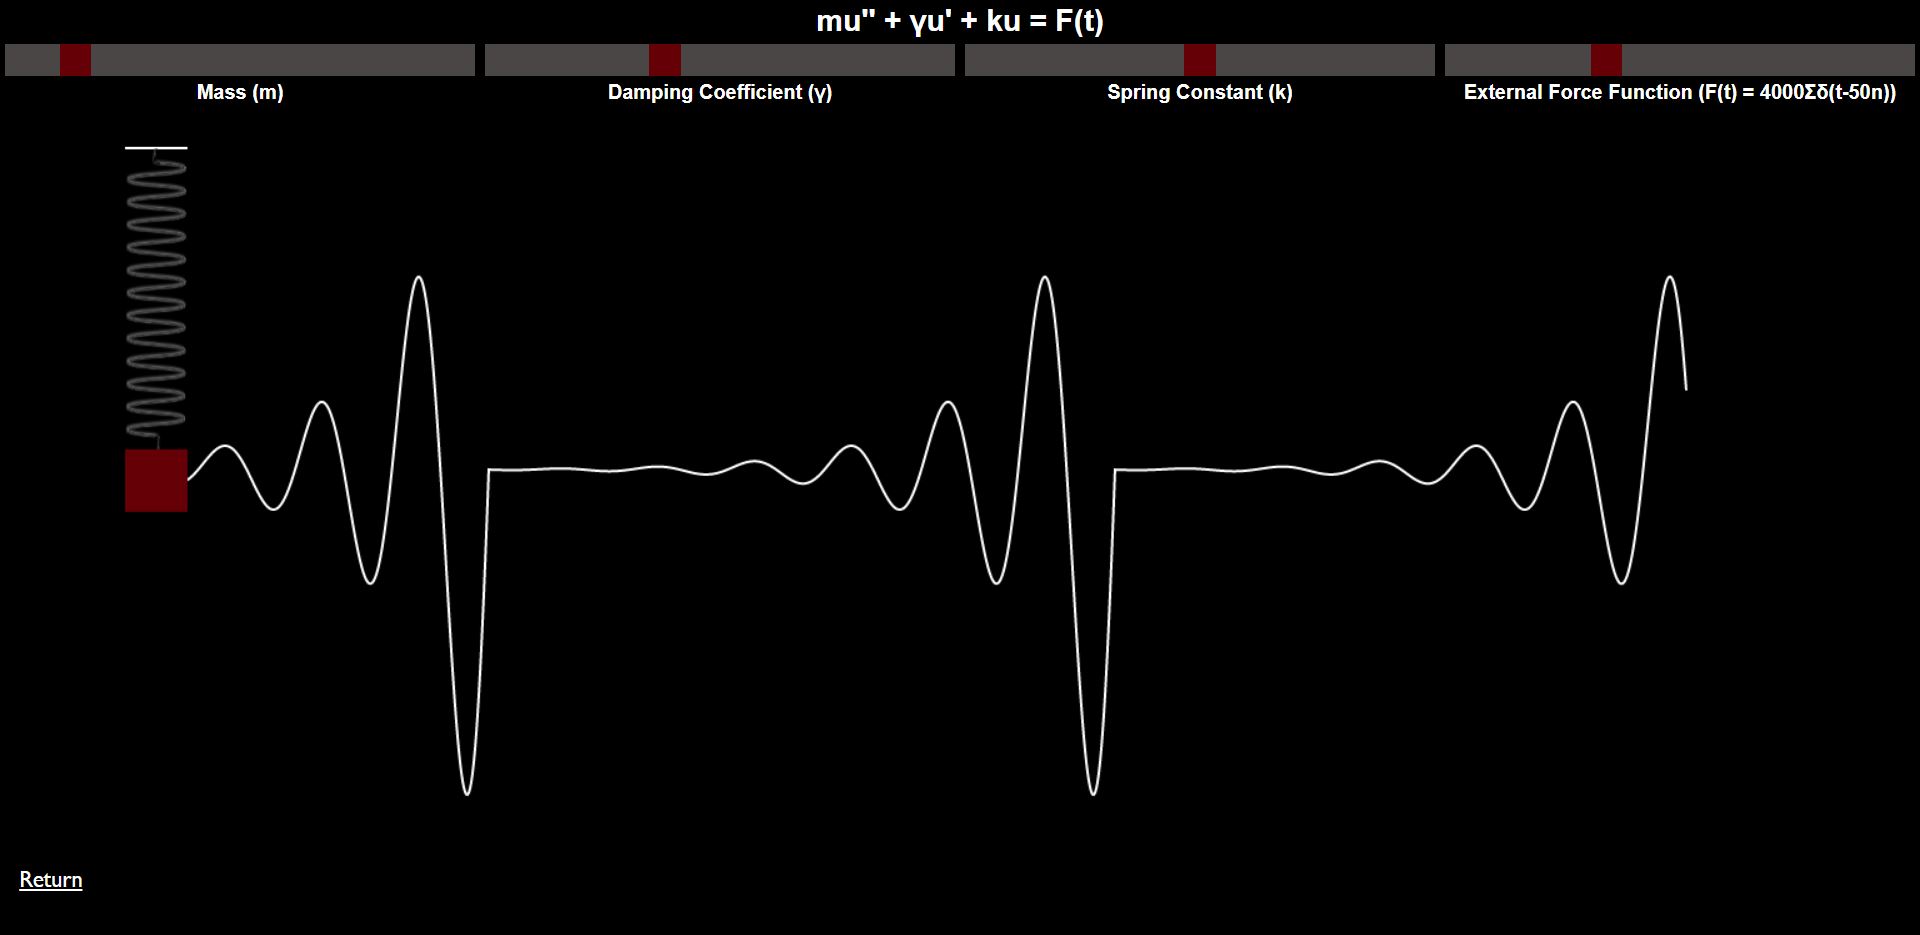 mu" + γu' + ku = F(t)
Mass (m)
Damping Coefficient (γ)
Spring Constant (k)
External Force Function (F(t) = 4000Σδ(t-50n))
Return